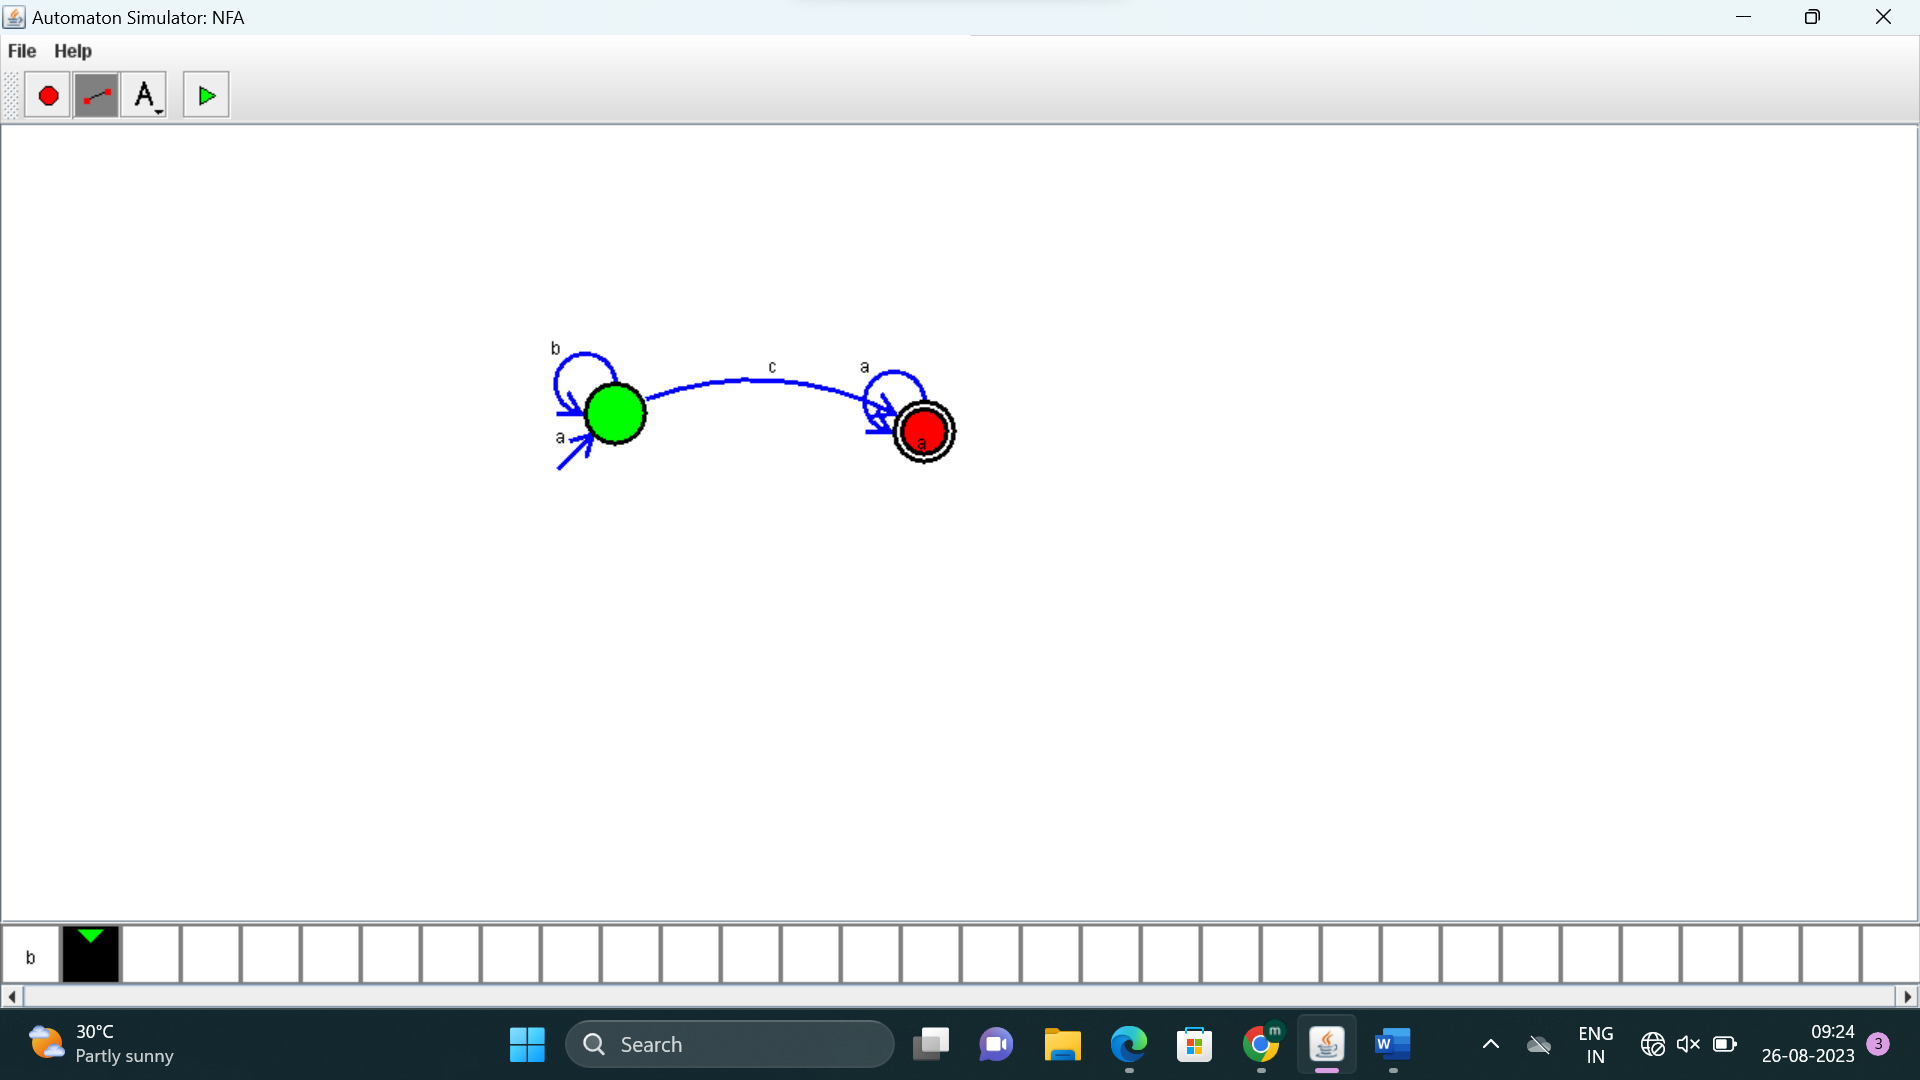 Automaton Simulator: NFA
File Help
A
b
c
a
a
a
b
30°C
Partly sunny
Search
m
W
ENG
IN
09:24
26-08-2023
3